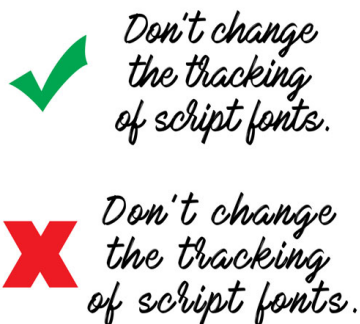 Don't change
the tracking
of script fonts.
Don't change
the tracking
of script fonts.